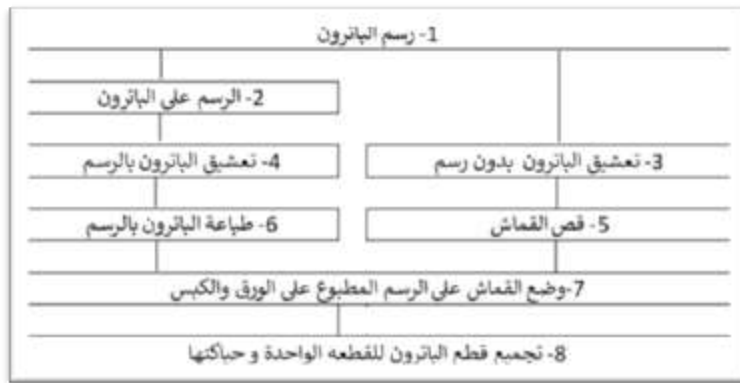 1- رسم الباترون
2- الرسم على الباترون
3- تعشيق الباترون بدون رسم
4- تعشيق الباترون بالرسم
5- قص القماش
6- طباعة الباترون بالرسم
7-وضع القماش على الرسم المطبوع على الورق والكبس
8- تجميع قطع الباترون للقطعه الواحدة و حياكتها